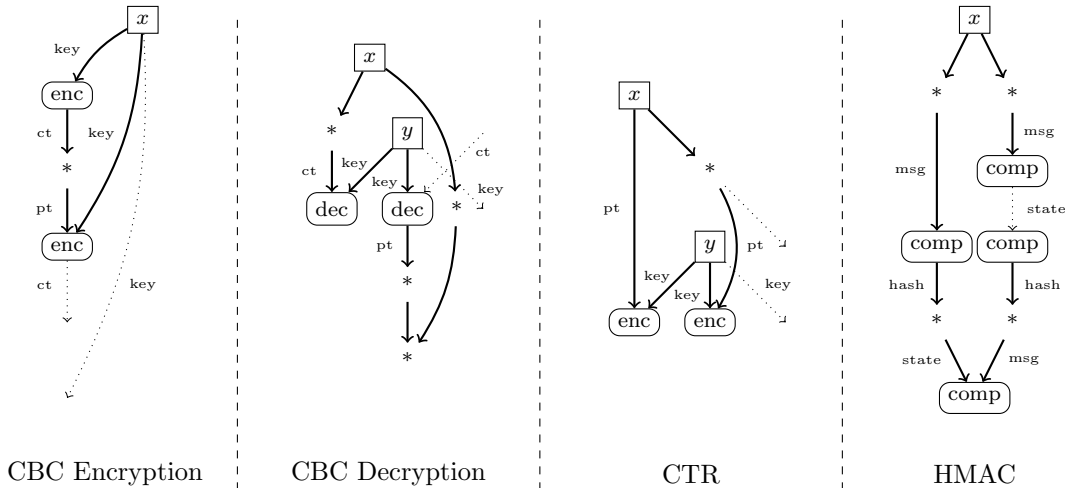 x
key
enc
ct
key
*
pt
enc
ct
key
CBC Encryption
x
*
y
ct
key
key
ct
key
dec
dec
*
pt
*
*
CBC Decryption
x
*
pt
pt
y
key
key
key
enc
enc
CTR
x
*
*
msg
comp
msg
state
comp
comp
hash
hash
*
*
state
msg
comp
HMAC